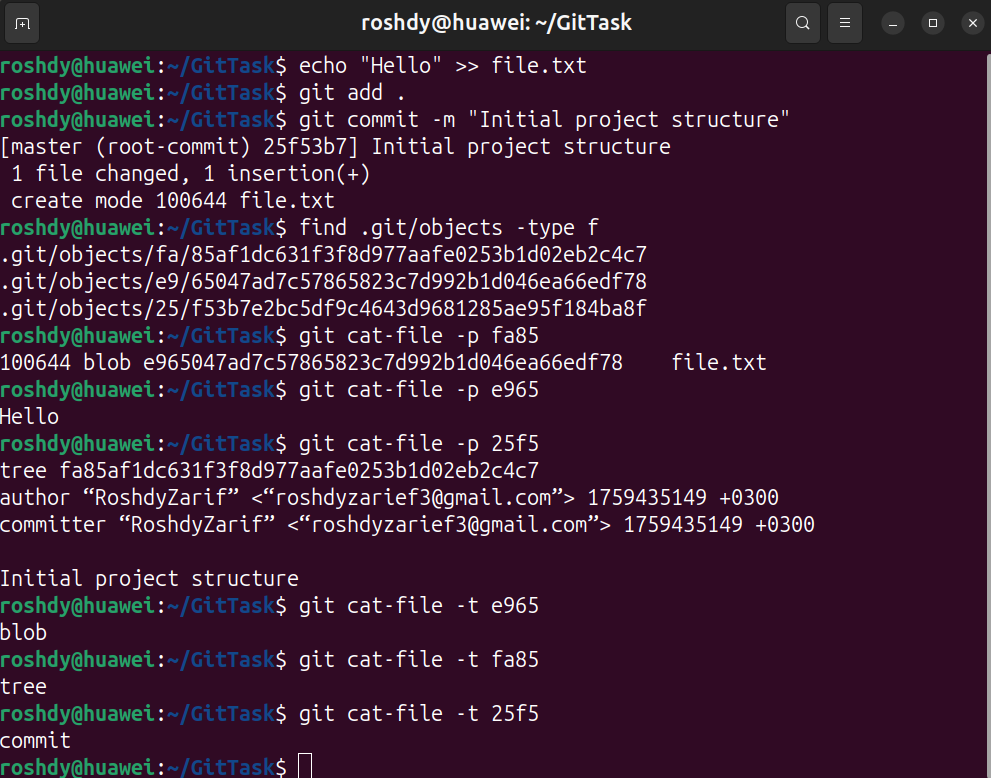 roshdy@huawei: ~/GitTask
roshdy@huawei:~/GitTask$ echo "Hello" >> file.txt
roshdy@huawei:~/GitTask$ git add .
roshdy@huawei:~/GitTask$ git commit -m "Initial project structure"
[master (root-commit) 25f53b7] Initial project structure
 1 file changed, 1 insertion(+)
 create mode 100644 file.txt
roshdy@huawei:~/GitTask$ find .git/objects -type f
.git/objects/fa/85af1dc631f3f8d977aafe0253b1d02eb2c4c7
.git/objects/e9/65047ad7c57865823c7d992b1d046ea66edf78
.git/objects/25/f53b7e2bc5df9c4643d9681285ae95f184ba8f
roshdy@huawei:~/GitTask$ git cat-file -p fa85
100644 blob e965047ad7c57865823c7d992b1d046ea66edf78    file.txt
roshdy@huawei:~/GitTask$ git cat-file -p e965
Hello
roshdy@huawei:~/GitTask$ git cat-file -p 25f5
tree fa85af1dc631f3f8d977aafe0253b1d02eb2c4c7
author “RoshdyZarif” <“roshdyzarief3@gmail.com”> 1759435149 +0300
committer “RoshdyZarif” <“roshdyzarief3@gmail.com”> 1759435149 +0300

Initial project structure
roshdy@huawei:~/GitTask$ git cat-file -t e965
blob
roshdy@huawei:~/GitTask$ git cat-file -t fa85
tree
roshdy@huawei:~/GitTask$ git cat-file -t 25f5
commit
roshdy@huawei:~/GitTask$